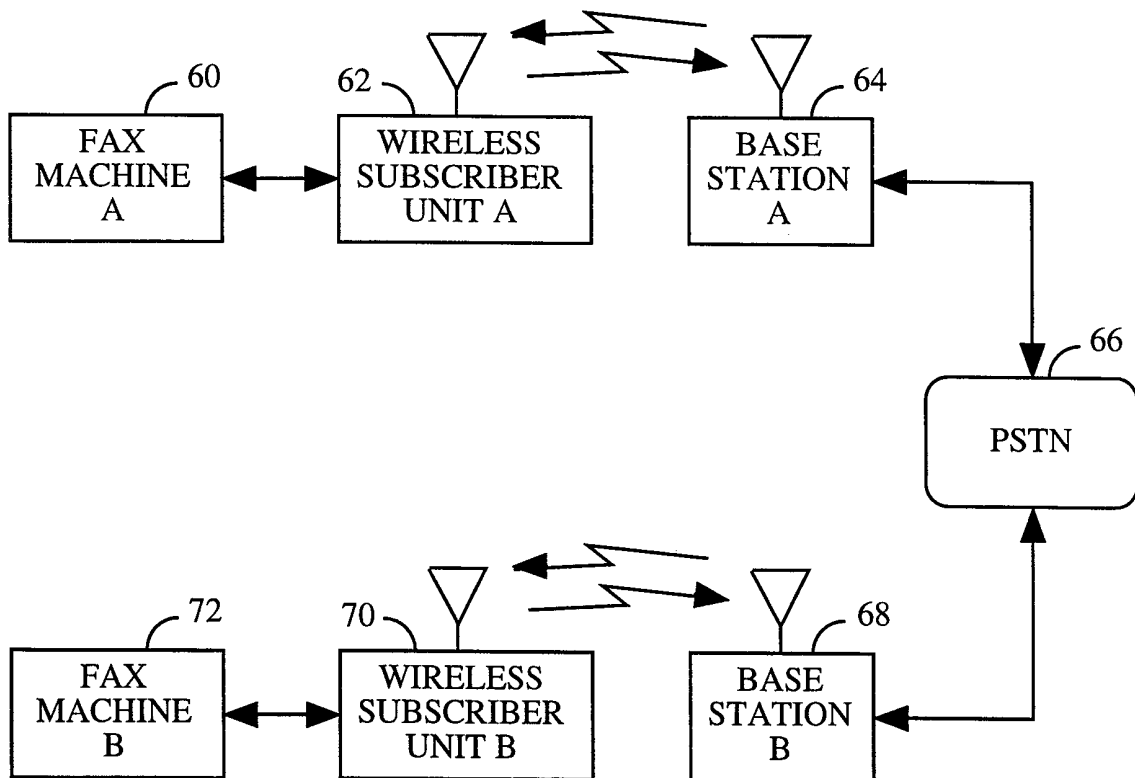 60
FAX
MACHINE
A
62
WIRELESS
SUBSCRIBER
UNIT A
64
BASE
STATION
A
66
PSTN
72
FAX
MACHINE
B
70
WIRELESS
SUBSCRIBER
UNIT B
68
BASE
STATION
B